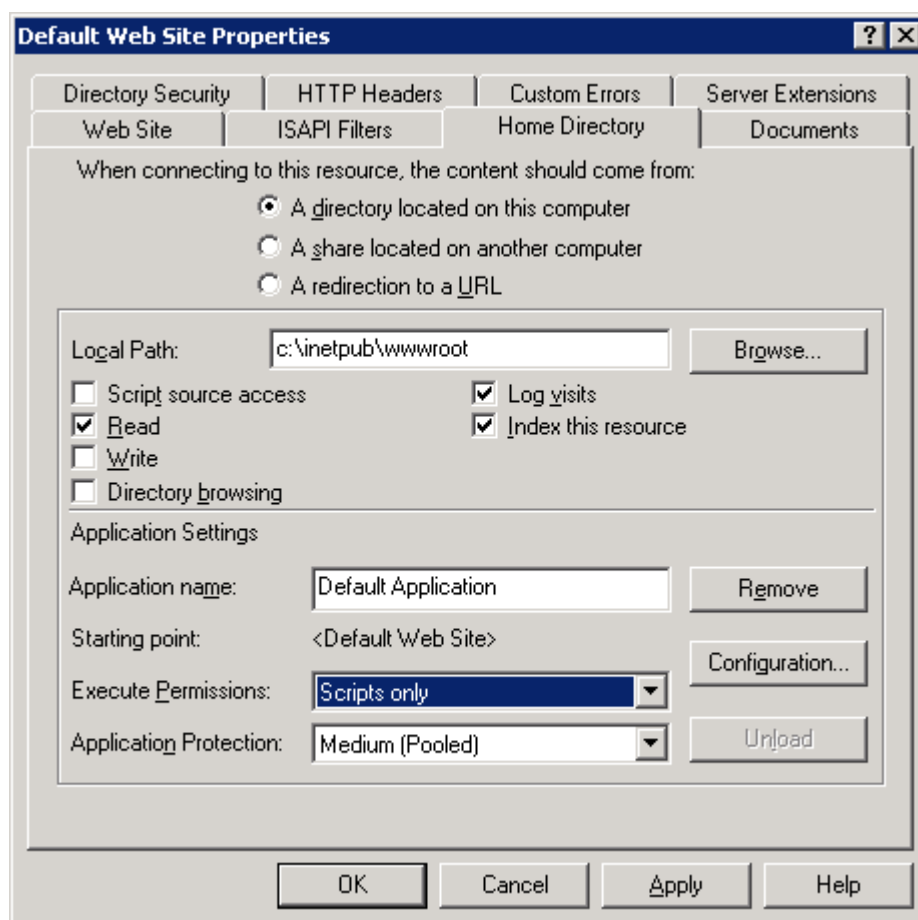 Default Web Site Properties
Directory Security HTTP Headers Custom Errors Server Extensions
Web Site ISAPI Filters Home Directory Documents
When connecting to this resource, the content should come from:
A directory located on this computer
A share located on another computer
A redirection to a URL
Local Path: c:\inetpub\wwwroot Browse...
Script source access Log visits
Read Index this resource
Write
Directory browsing
Application Settings
Application name: Default Application Remove
Starting point: <Default Web Site>
Configuration...
Execute Permissions: Scripts only
Application Protection: Medium (Pooled) Unload
OK Cancel Apply Help